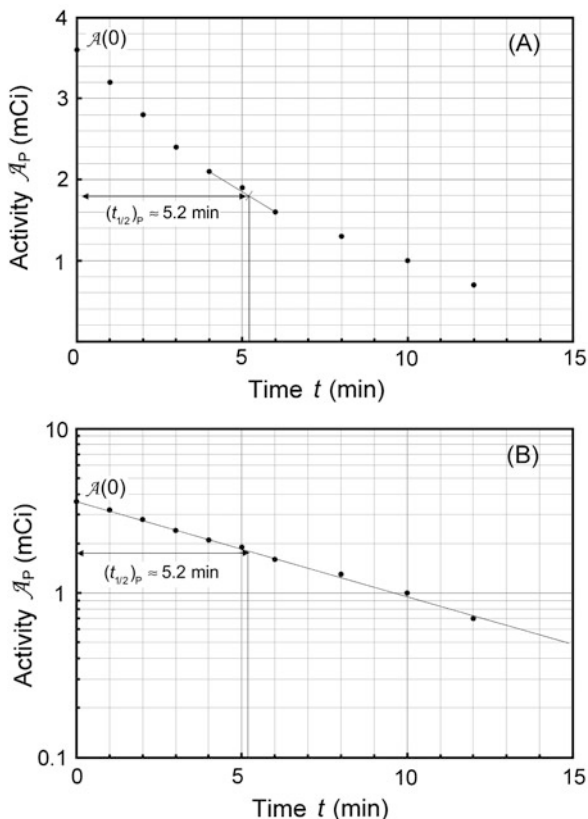 4
3
2
1
𝒜(0)
(A)
(t1/2)P ≈ 5.2 min
Activity 𝒜P (mCi)
0
5
10
15
Time t (min)
10
1
0.1
𝒜(0)
(B)
(t1/2)P ≈ 5.2 min
Activity 𝒜P (mCi)
0
5
10
15
Time t (min)